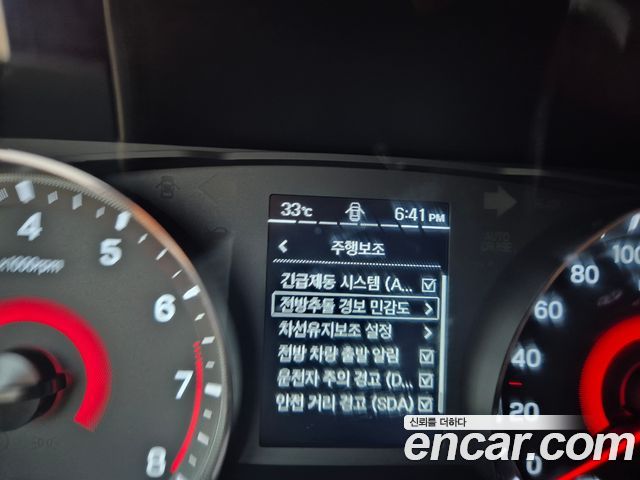 33℃ 6:41 PM
< 주행보조
긴급제동 시스템 (A...
전방추돌 경보 민감도 >
차선유지보조 설정 >
전방 차량 출발 알림
운전자 주의 경고 (D...
안전 거리 경고 (SDA)
4
5
6
7
8
x1000rpm
AUTO
100
80
60
40
20
0
신뢰를 더하다
encar.com